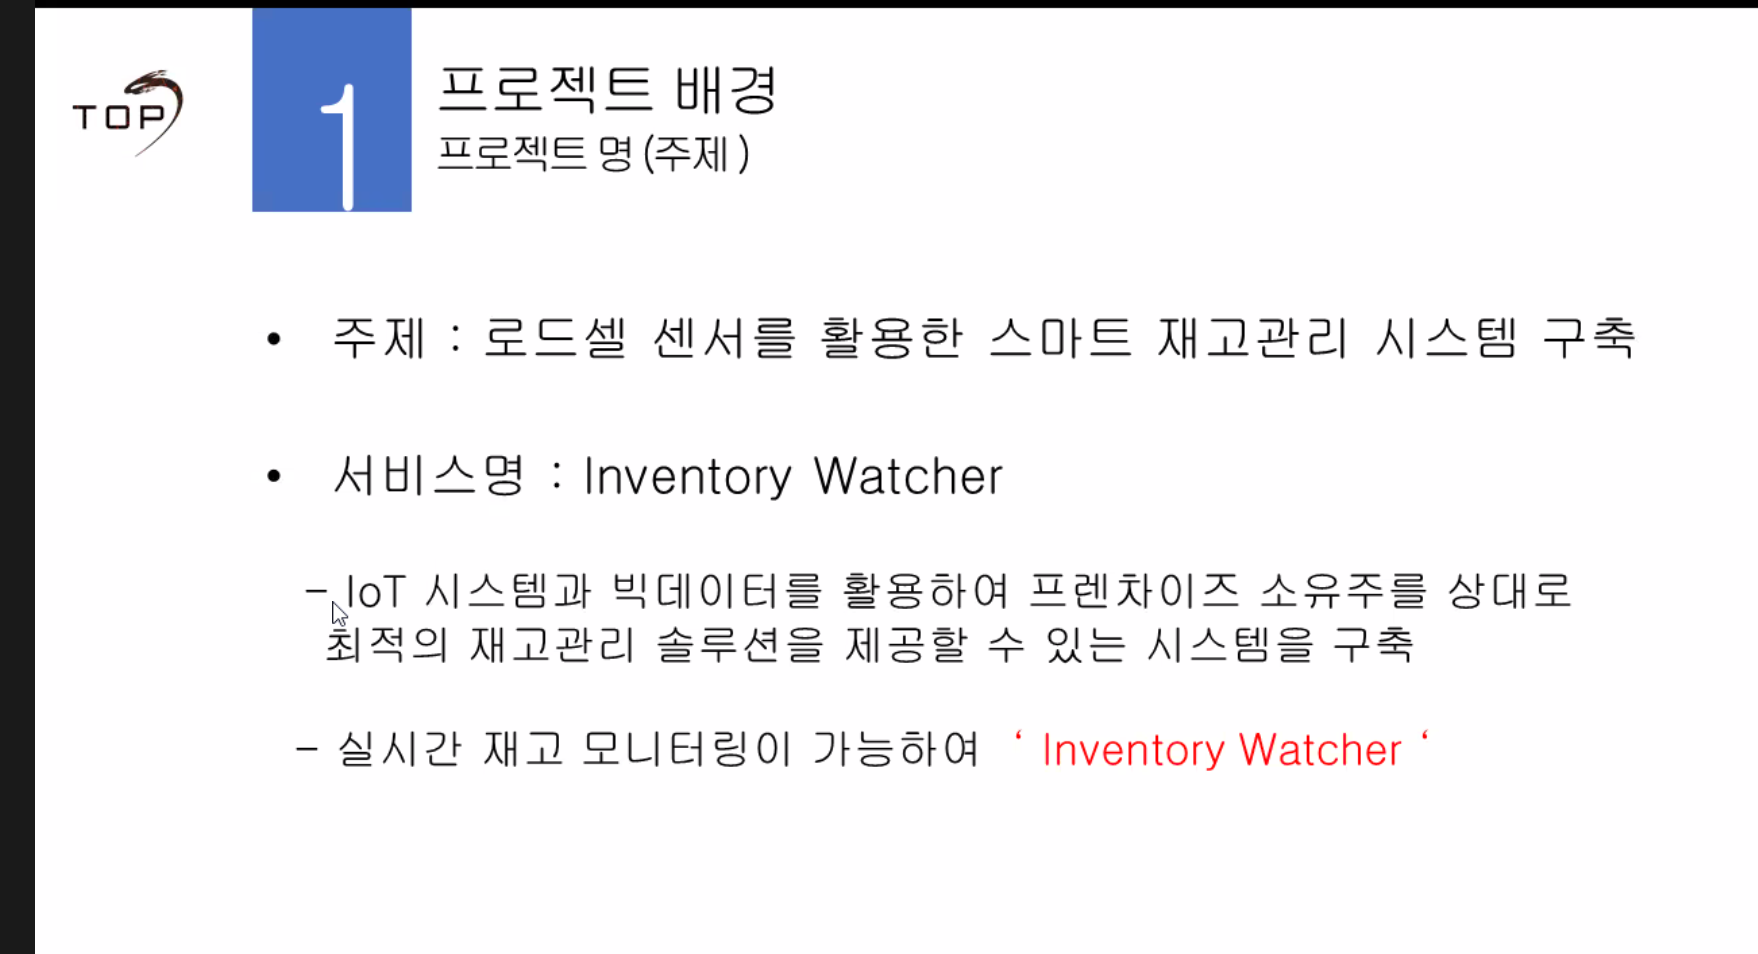 TOP
1
프로젝트 배경
프로젝트 명 (주제 )
• 주제 : 로드셀 센서를 활용한 스마트 재고관리 시스템 구축
• 서비스명 : Inventory Watcher
- IoT 시스템과 빅데이터를 활용하여 프렌차이즈 소유주를 상대로
최적의 재고관리 솔루션을 제공할 수 있는 시스템을 구축
- 실시간 재고 모니터링이 가능하여 ‘ Inventory Watcher ‘